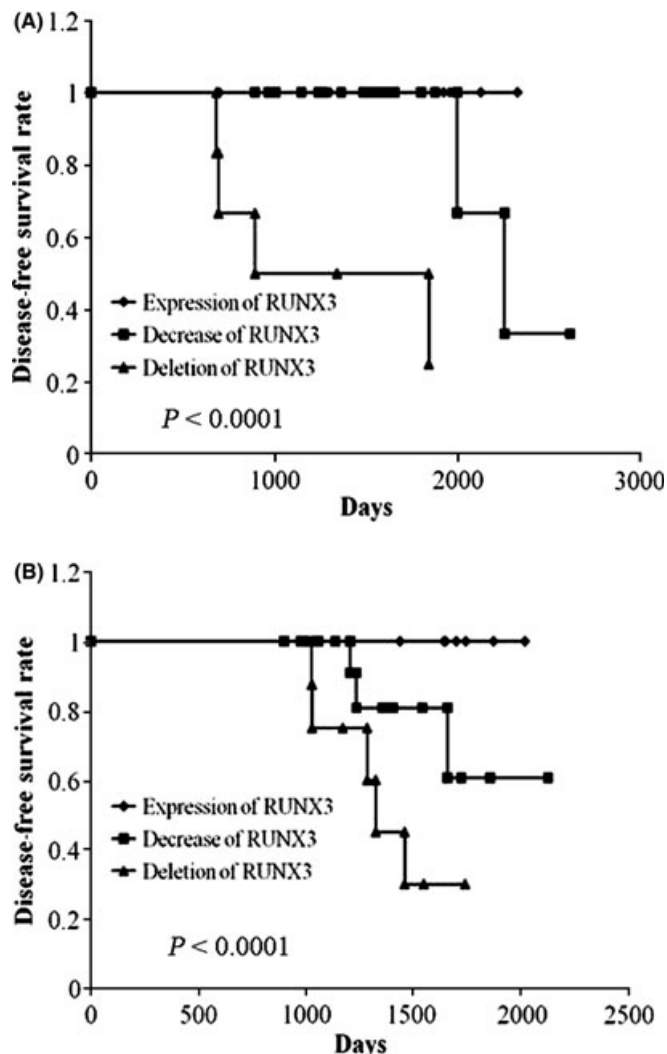 (A)
1.2
1
0.8
0.6
0.4
0.2
0
Disease-free survival rate
Expression of RUNX3
Decrease of RUNX3
Deletion of RUNX3
P < 0.0001
0 1000 2000 3000
Days
(B)
1.2
1
0.8
0.6
0.4
0.2
0
Disease-free survival rate
Expression of RUNX3
Decrease of RUNX3
Deletion of RUNX3
P < 0.0001
0 500 1000 1500 2000 2500
Days